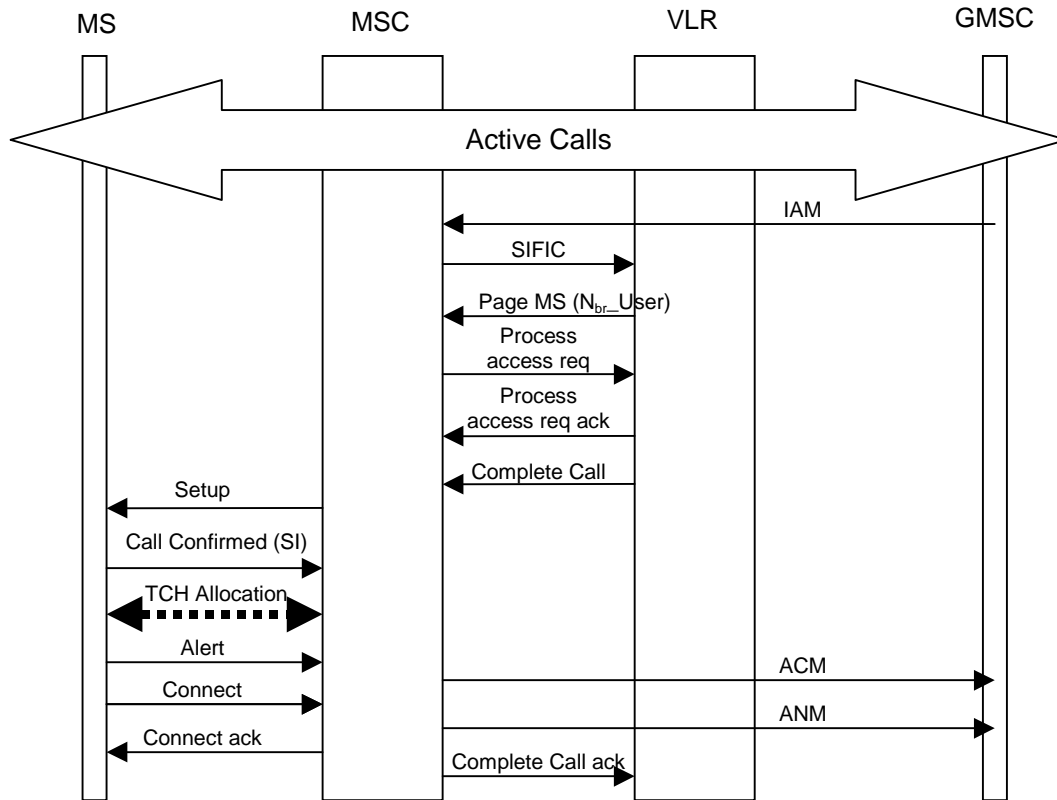 MS
MSC
VLR
GMSC
Active Calls
IAM
SIFIC
Page MS (Nbr_User)
Process
access req
Process
access req ack
Complete Call
Setup
Call Confirmed (SI)
TCH Allocation
Alert
ACM
Connect
ANM
Connect ack
Complete Call ack